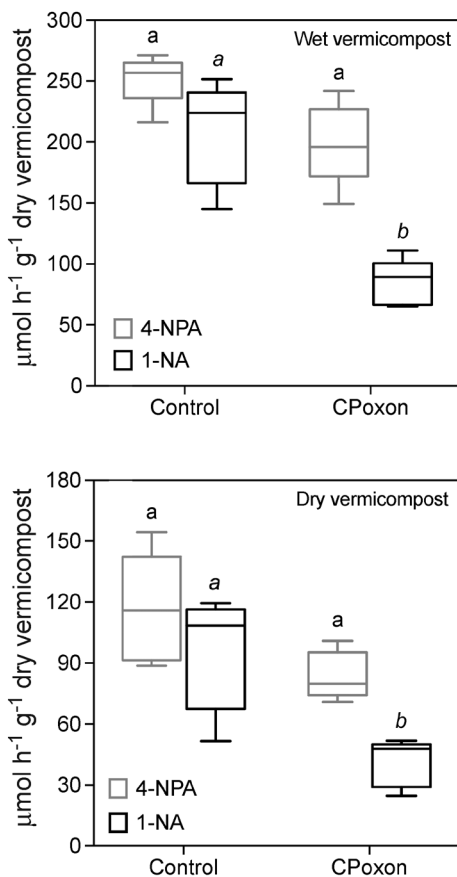 a
a
Wet vermicompost
a
b
300
250
200
150
100
50
0
µmol h⁻¹ g⁻¹ dry vermicompost
4-NPA
1-NA
Control
CPoxon
a
a
Dry vermicompost
a
b
180
150
120
90
60
30
0
µmol h⁻¹ g⁻¹ dry vermicompost
4-NPA
1-NA
Control
CPoxon